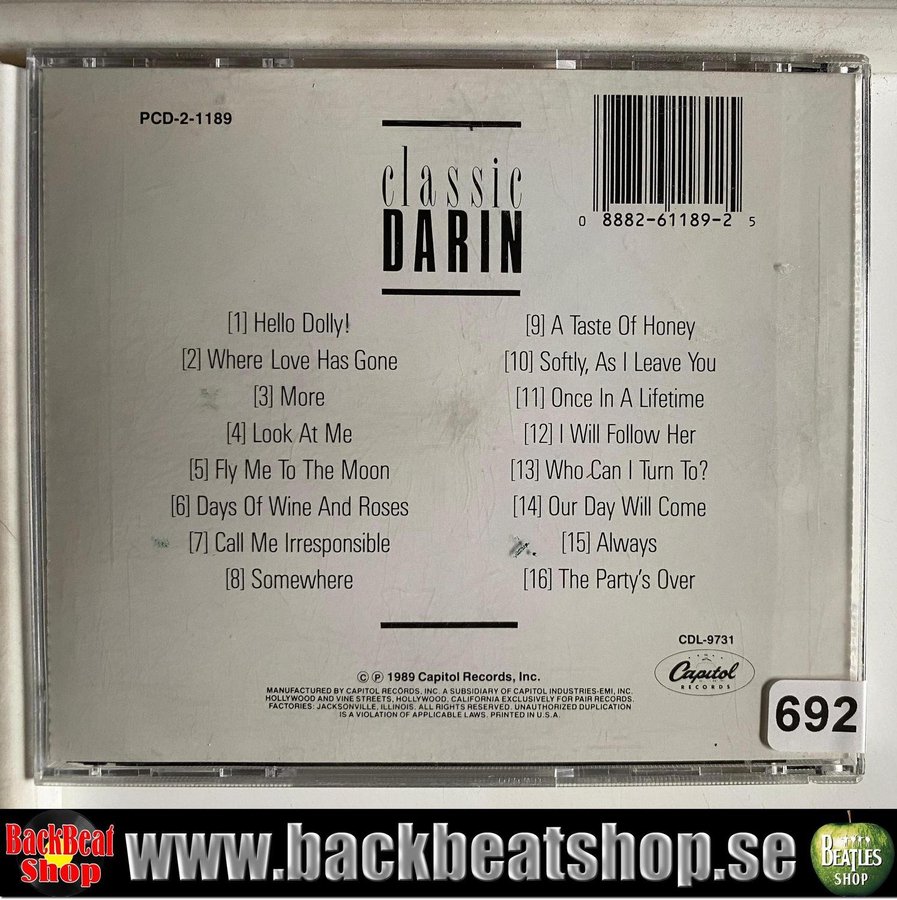 PCD-2-1189
classic
DARIN
0 8882-61189-2 5
[1] Hello Dolly!
[2] Where Love Has Gone
[3] More
[4] Look At Me
[5] Fly Me To The Moon
[6] Days Of Wine And Roses
[7] Call Me Irresponsible
[8] Somewhere
[9] A Taste Of Honey
[10] Softly, As I Leave You
[11] Once In A Lifetime
[12] I Will Follow Her
[13] Who Can I Turn To?
[14] Our Day Will Come
[15] Always
[16] The Party's Over
CDL-9731
Capitol
RECORDS
© ℗ 1989 Capitol Records, Inc.
MANUFACTURED BY CAPITOL RECORDS, INC. A SUBSIDIARY OF CAPITOL INDUSTRIES-EMI, INC.
HOLLYWOOD AND VINE STREETS, HOLLYWOOD, CALIFORNIA EXCLUSIVELY FOR PAIR RECORDS.
FACTORIES: JACKSONVILLE, ILLINOIS. ALL RIGHTS RESERVED. UNAUTHORIZED DUPLICATION
IS A VIOLATION OF APPLICABLE LAWS. PRINTED IN U.S.A.
692
BackBeat
Shop
www.backbeatshop.se
BEATLES
SHOP